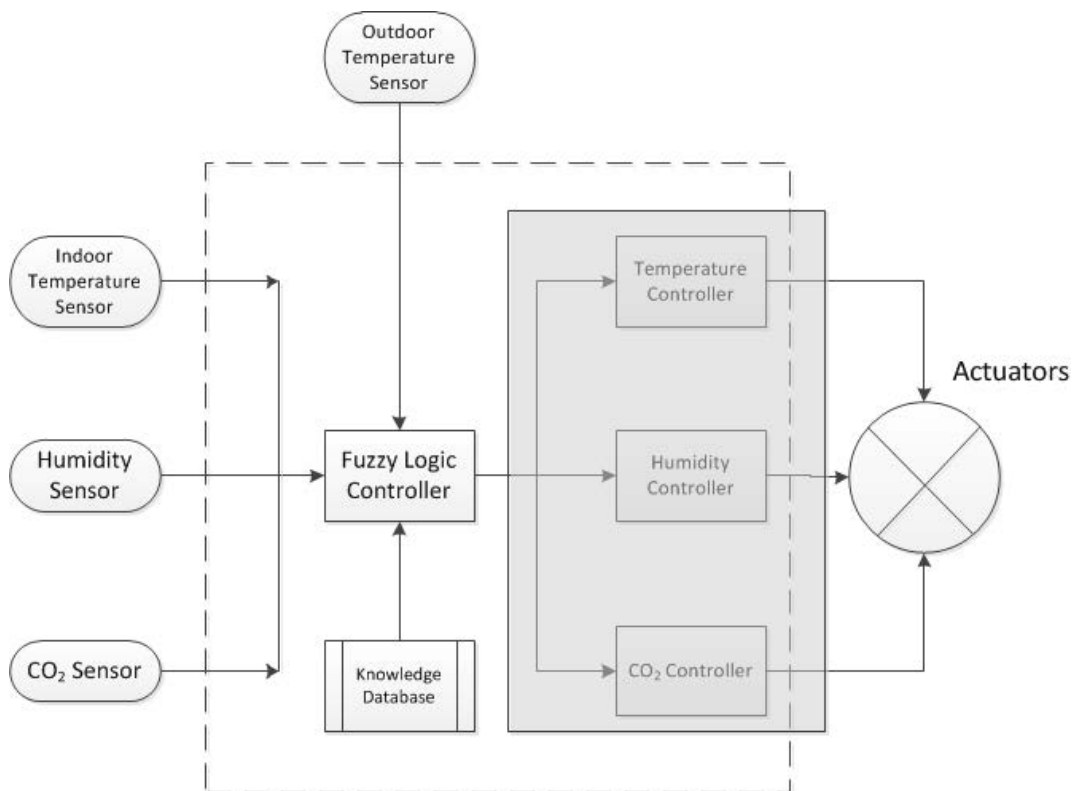 Outdoor
Temperature
Sensor
Indoor
Temperature
Sensor
Temperature
Controller
Actuators
Humidity
Sensor
Fuzzy Logic
Controller
Humidity
Controller
CO₂ Sensor
Knowledge
Database
CO₂ Controller